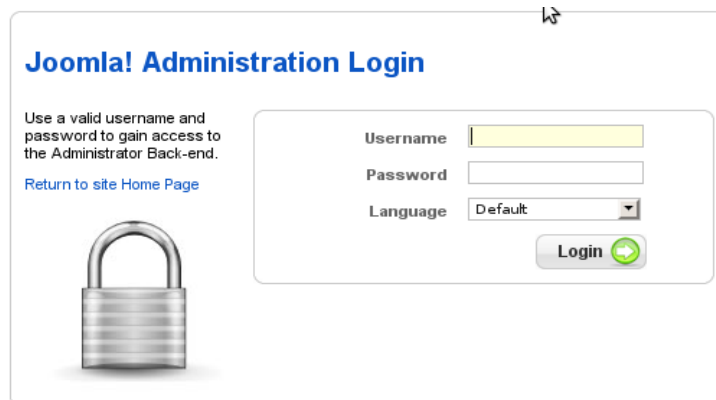 Joomla! Administration Login
Use a valid username and
password to gain access to
the Administrator Back-end.
Return to site Home Page
Username
Password
Language
Default
Login